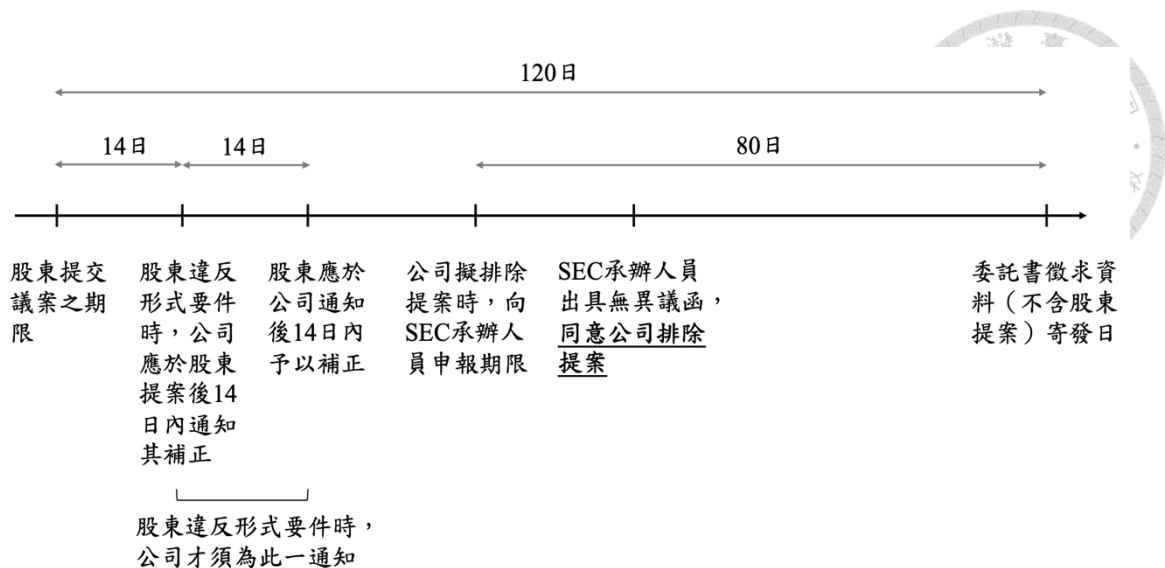 120日
14日
14日
80日
股東提交
議案之期
限
股東違反
形式要件
時，公司
應於股東
提案後14
日內通知
其補正
股東應於
公司通知
後14日內
予以補正
公司擬排除
提案時，向
SEC承辦人
員申報期限
SEC承辦人員
出具無異議函，
同意公司排除
提案
委託書徵求資
料（不含股東
提案）寄發日
股東違反形式要件時，
公司才須為此一通知